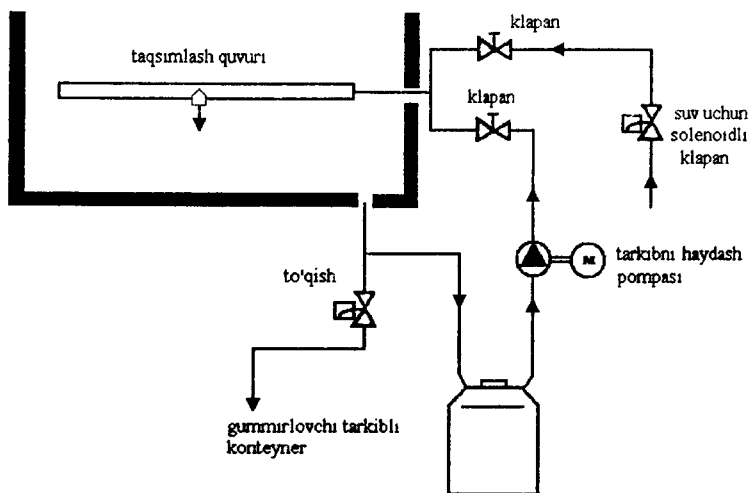 klapan
taqsimlash quvuri
klapan
suv uchun
solenoidli
klapan
tarkibni haydash
pompasi
M
to'qish
gummirlovchi tarkibli
konteyner